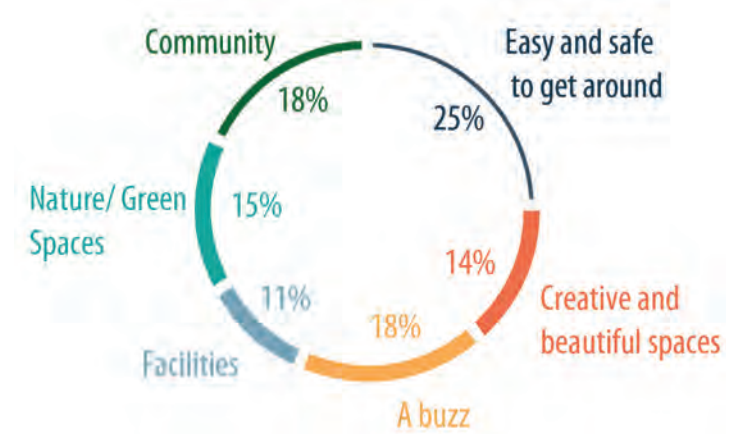 Community
18%
Easy and safe
to get around
25%
Nature/ Green
Spaces
15%
14%
Creative and
beautiful spaces
11%
Facilities
18%
A buzz